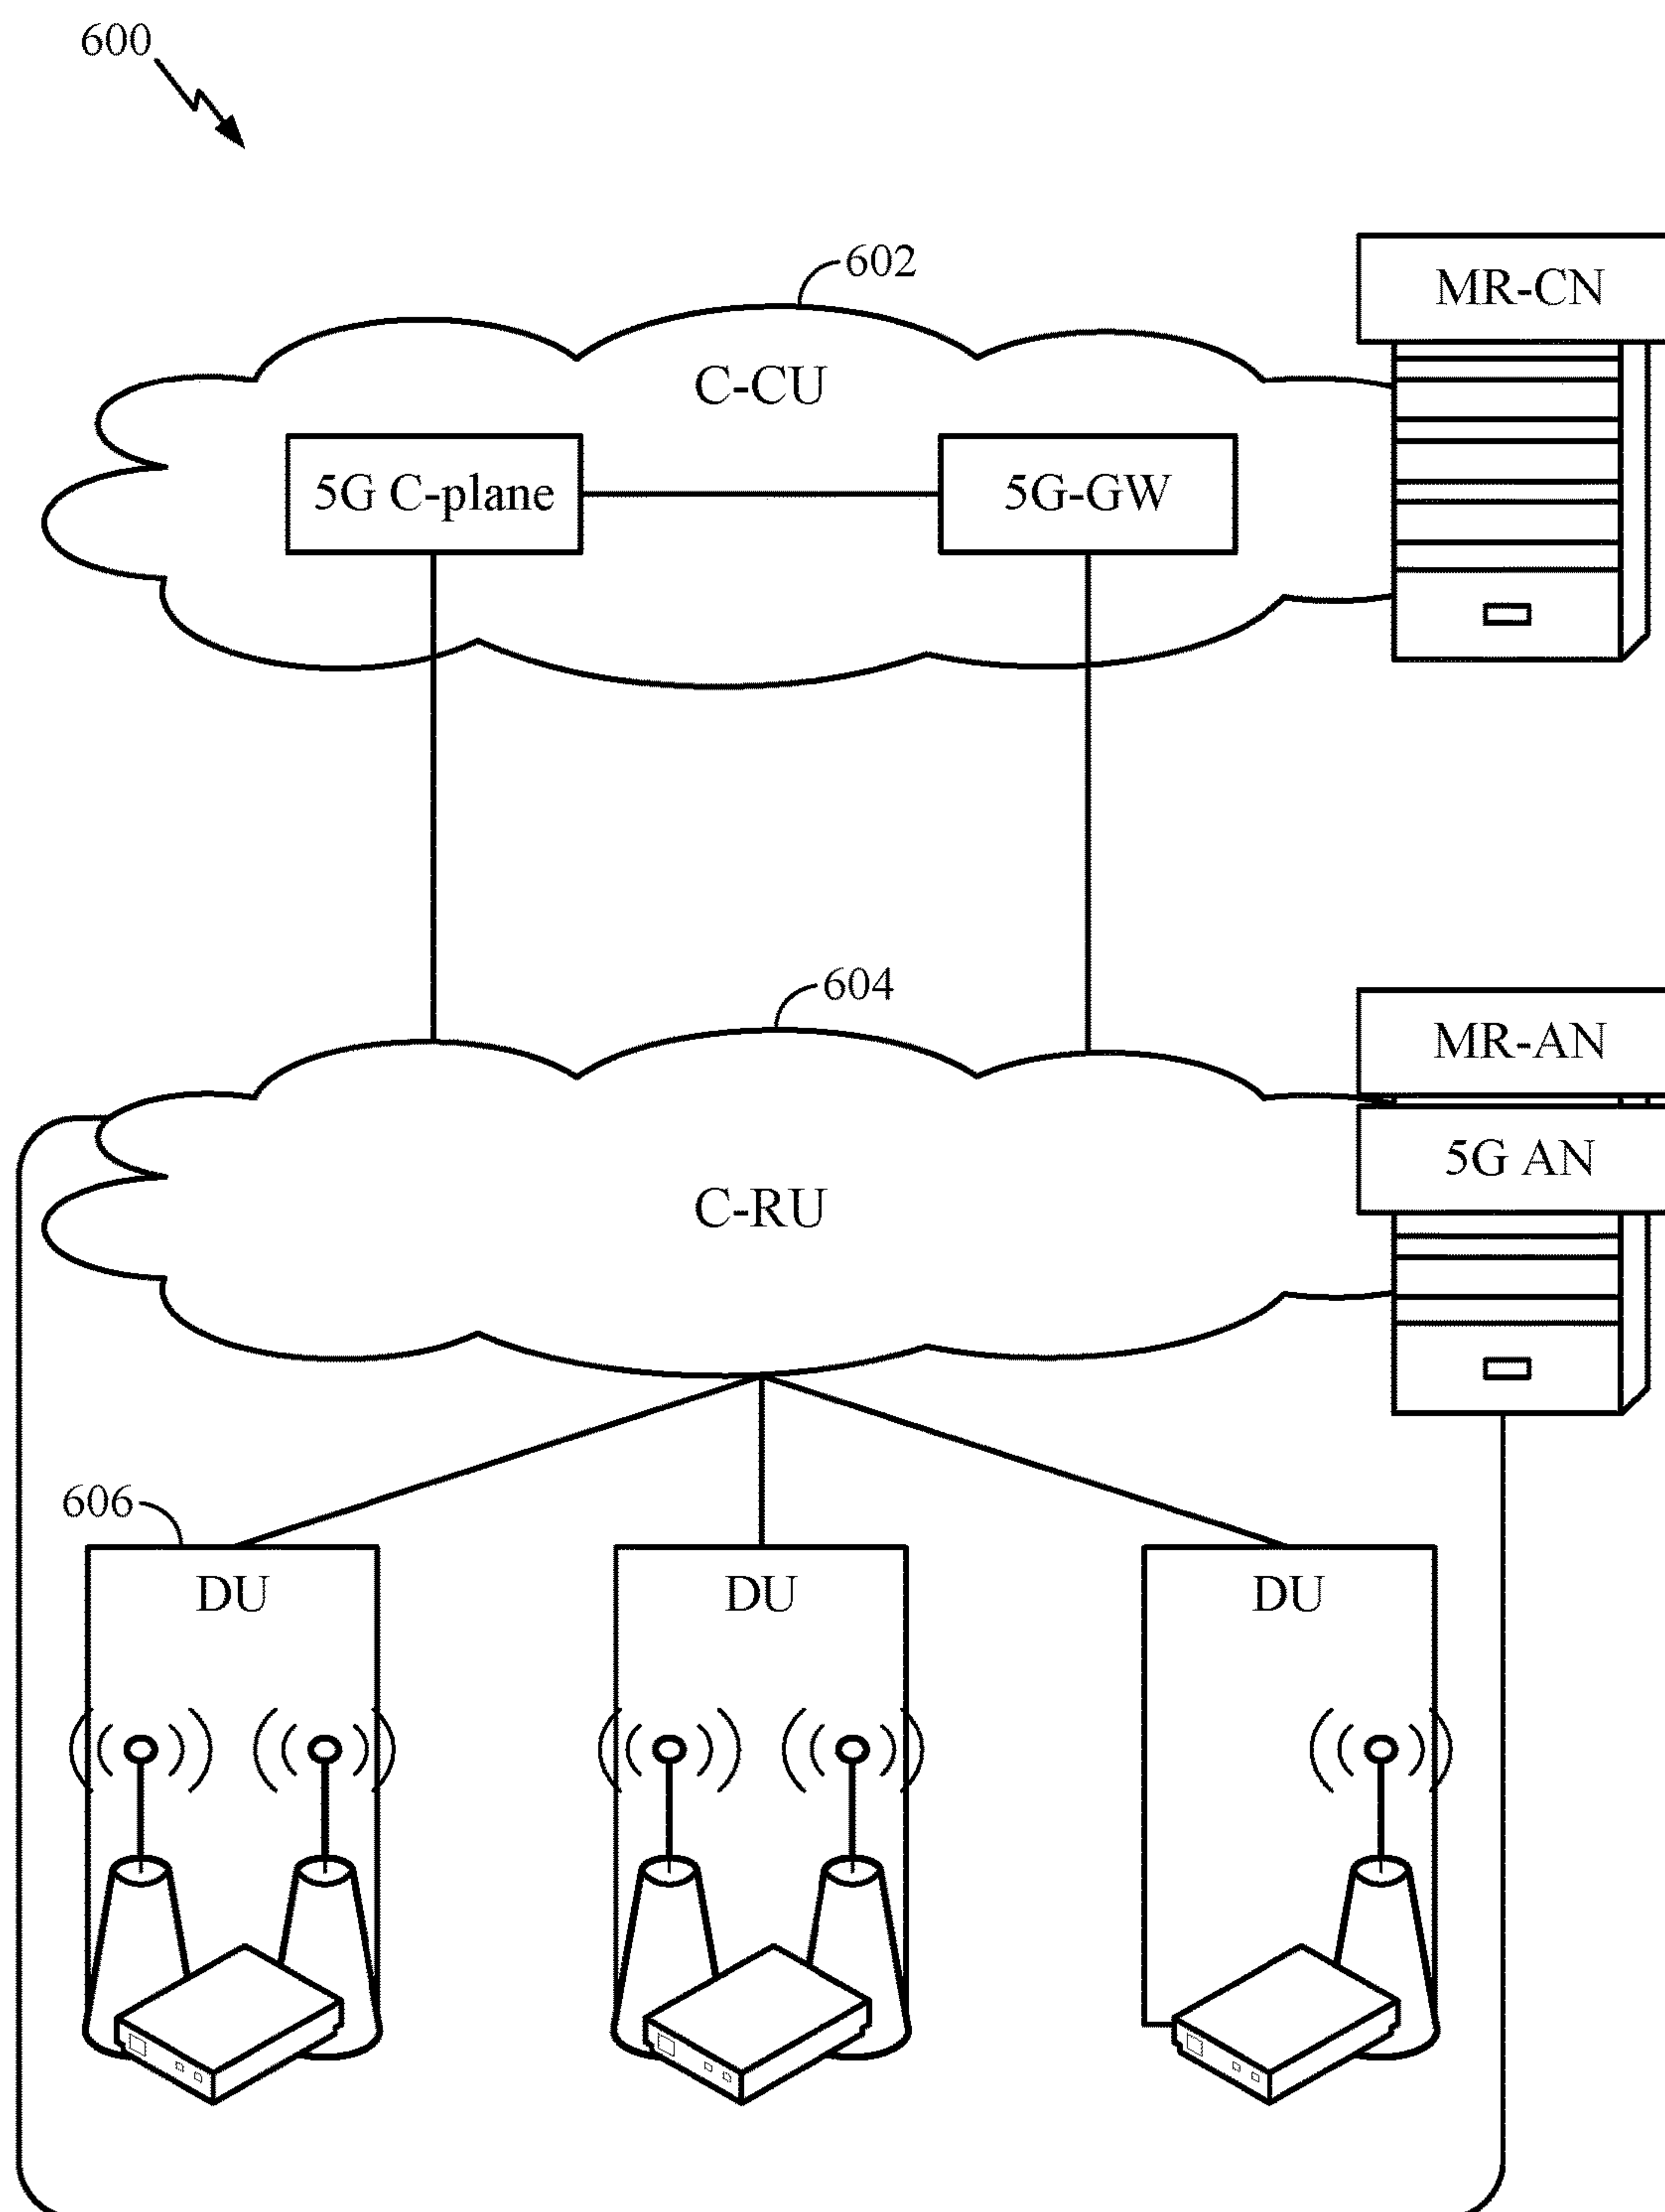 600
602
MR-CN
C-CU
5G C-plane
5G-GW
604
MR-AN
5G AN
C-RU
606
DU
DU
DU